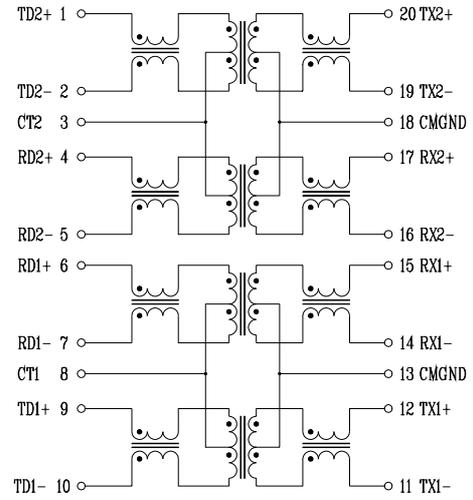 TD2+ 1 20 TX2+
TD2- 2 19 TX2-
CT2 3 18 CMGND
RD2+ 4 17 RX2+
RD2- 5 16 RX2-
RD1+ 6 15 RX1+
RD1- 7 14 RX1-
CT1 8 13 CMGND
TD1+ 9 12 TX1+
TD1- 10 11 TX1-